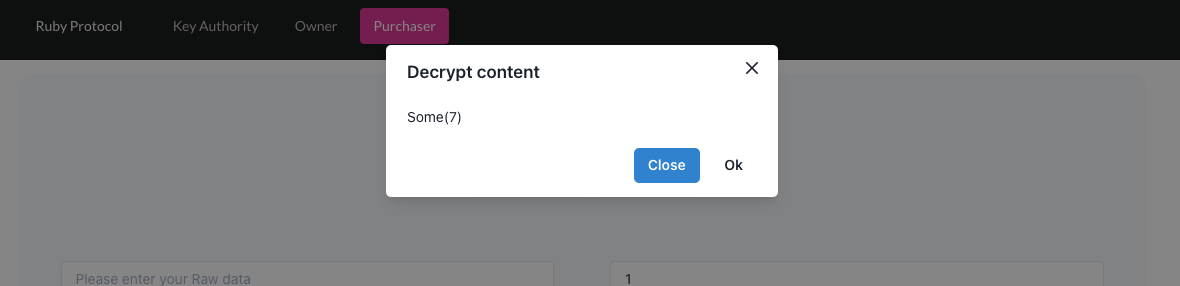 Ruby Protocol Key Authority Owner Purchaser
Decrypt content
Some(7)
Close Ok
Please enter your Raw data 1